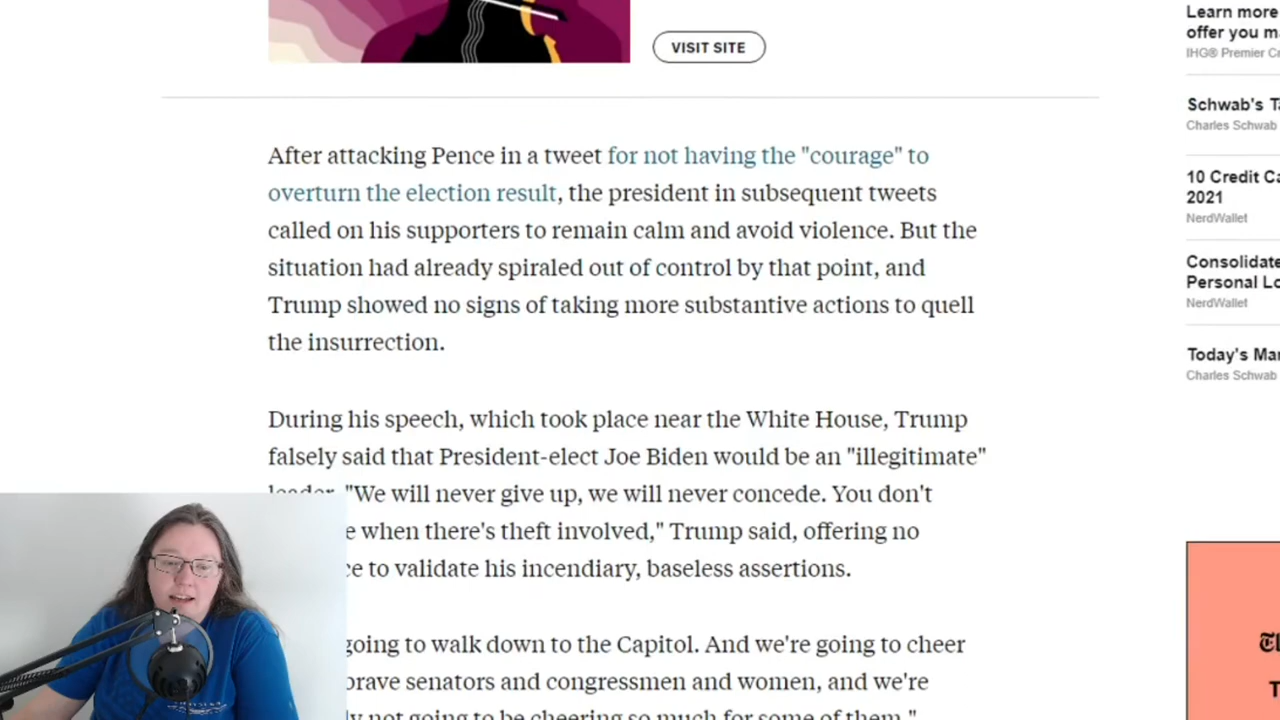 VISIT SITE
After attacking Pence in a tweet for not having the "courage" to
overturn the election result, the president in subsequent tweets
called on his supporters to remain calm and avoid violence. But the
situation had already spiraled out of control by that point, and
Trump showed no signs of taking more substantive actions to quell
the insurrection.
During his speech, which took place near the White House, Trump
falsely said that President-elect Joe Biden would be an "illegitimate"
leader. "We will never give up, we will never concede. You don't
e when there's theft involved," Trump said, offering no
ce to validate his incendiary, baseless assertions.
going to walk down to the Capitol. And we're going to cheer
brave senators and congressmen and women, and we're
ly not going to be cheering so much for some of them."
Learn more
offer you m
IHG® Premier C
Schwab's T
Charles Schwab
10 Credit Ca
2021
NerdWallet
Consolidate
Personal Lo
NerdWallet
Today's Mar
Charles Schwab
T